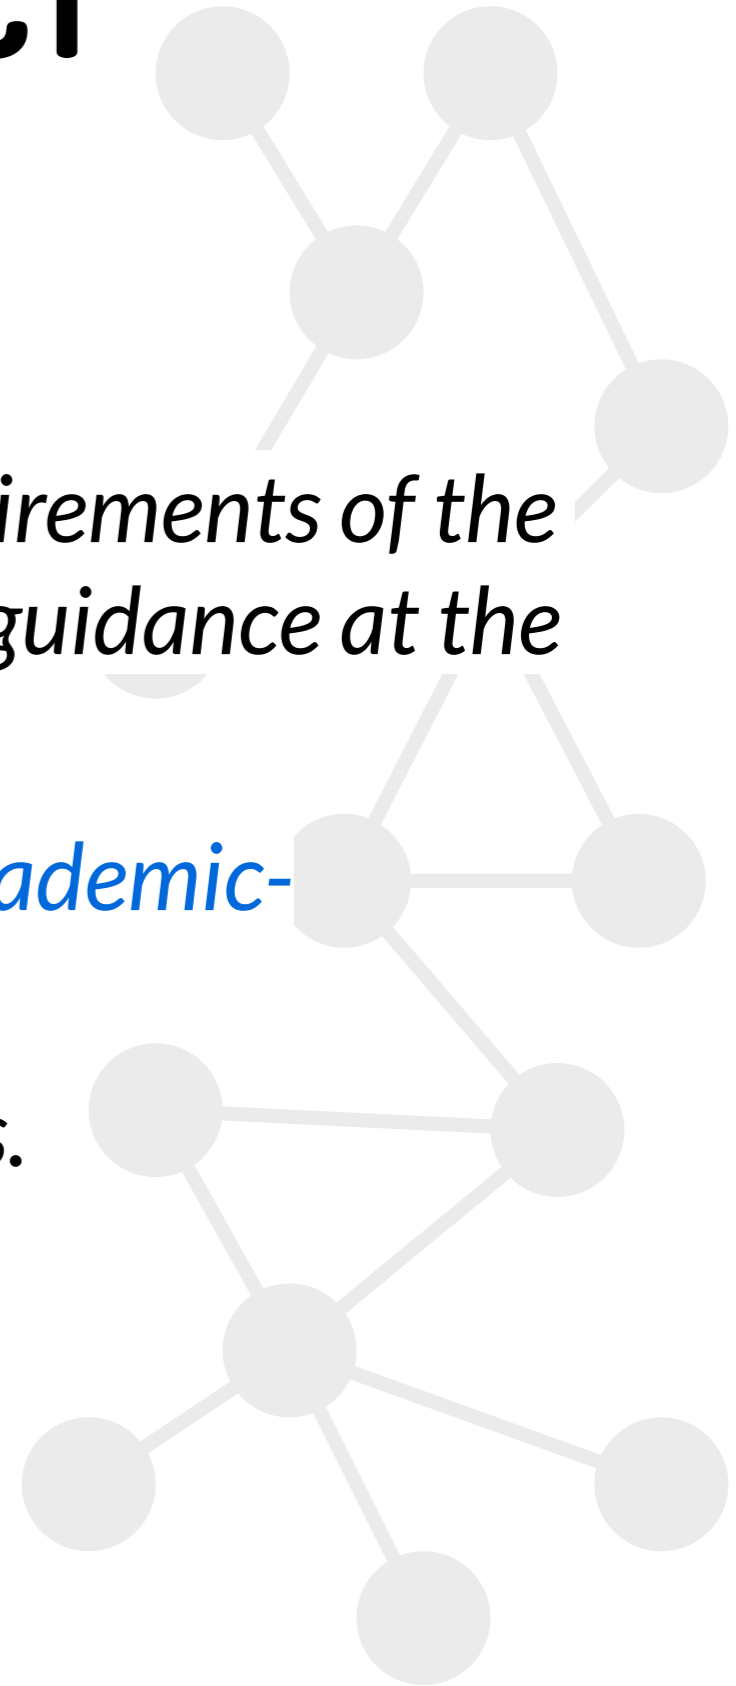 irements of the
guidance at the
ademic-
s.